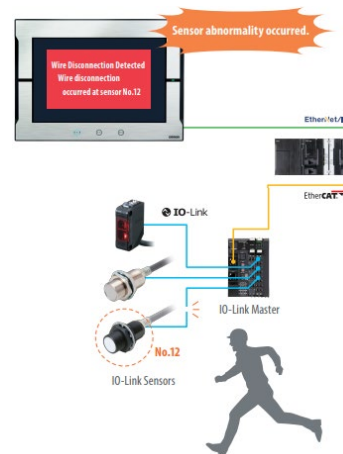 Sensor abnormality occurred.
Wire Disconnection Detected
Wire disconnection
occurred at sensor No.12
EtherCAT
IO-Link
IO-Link Master
No.12
IO-Link Sensors